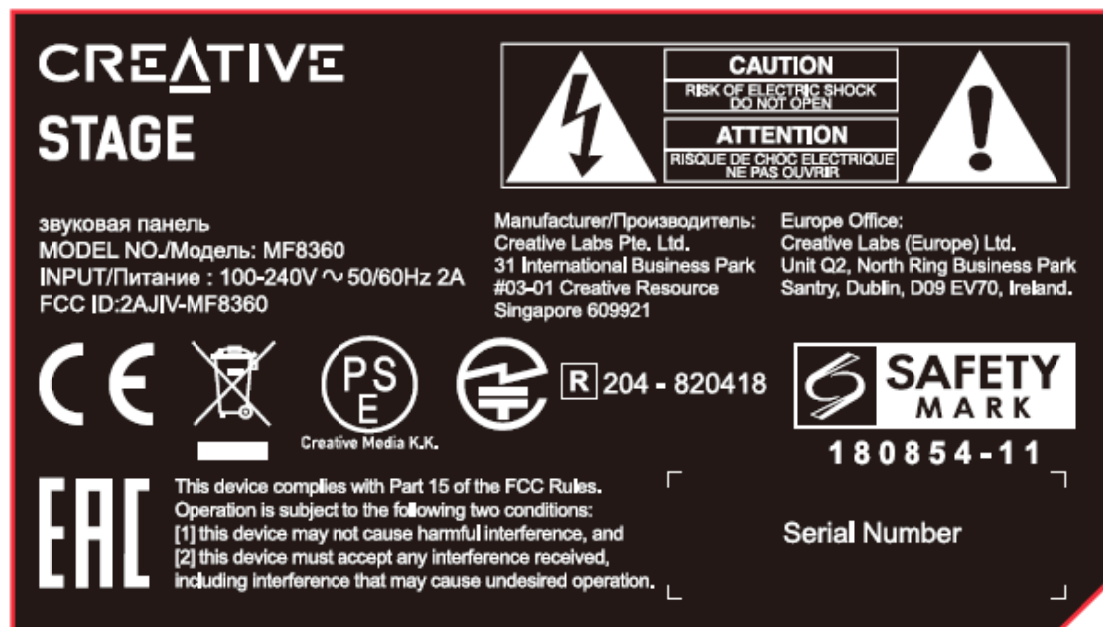 CREATIVE
STAGE
CAUTION
RISK OF ELECTRIC SHOCK
DO NOT OPEN
ATTENTION
RISQUE DE CHOC ELECTRIQUE
NE PAS OUVRIR
звуковая панель
MODEL NO./Модель: MF8360
INPUT/Питание : 100-240V ~ 50/60Hz 2A
FCC ID:2AJIV-MF8360
Manufacturer/Производитель:
Creative Labs Pte. Ltd.
31 International Business Park
#03-01 Creative Resource
Singapore 609921
Europe Office:
Creative Labs (Europe) Ltd.
Unit Q2, North Ring Business Park
Santry, Dublin, D09 EV70, Ireland.
CE
PS
E
Creative Media K.K.
R 204 - 820418
SAFETY
MARK
180854-11
EAC
This device complies with Part 15 of the FCC Rules.
Operation is subject to the following two conditions:
[1] this device may not cause harmful interference, and
[2] this device must accept any interference received,
including interference that may cause undesired operation.
Serial Number